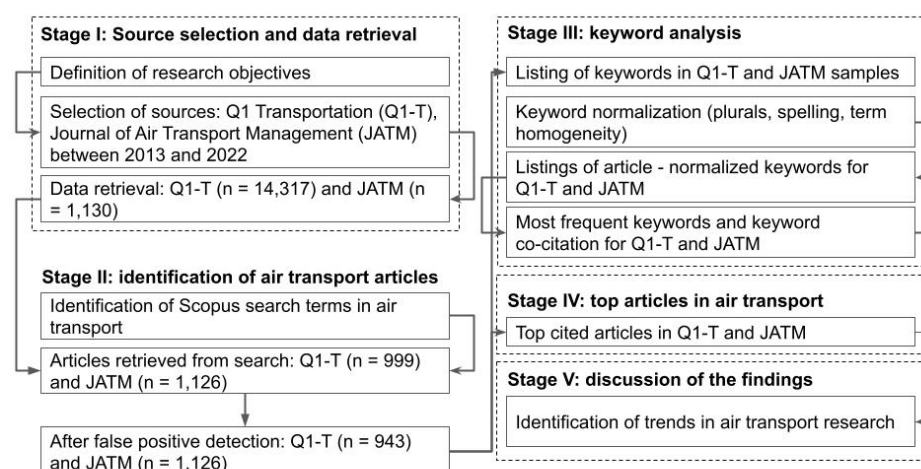 Stage I: Source selection and data retrieval
Definition of research objectives
Selection of sources: Q1 Transportation (Q1-T),
Journal of Air Transport Management (JATM)
between 2013 and 2022
Data retrieval: Q1-T (n = 14,317) and JATM (n
= 1,130)
Stage II: identification of air transport articles
Identification of Scopus search terms in air
transport
Articles retrieved from search: Q1-T (n = 999)
and JATM (n = 1,126)
After false positive detection: Q1-T (n = 943)
and JATM (n = 1,126)
Stage III: keyword analysis
Listing of keywords in Q1-T and JATM samples
Keyword normalization (plurals, spelling, term
homogeneity)
Listings of article - normalized keywords for
Q1-T and JATM
Most frequent keywords and keyword
co-citation for Q1-T and JATM
Stage IV: top articles in air transport
Top cited articles in Q1-T and JATM
Stage V: discussion of the findings
Identification of trends in air transport research